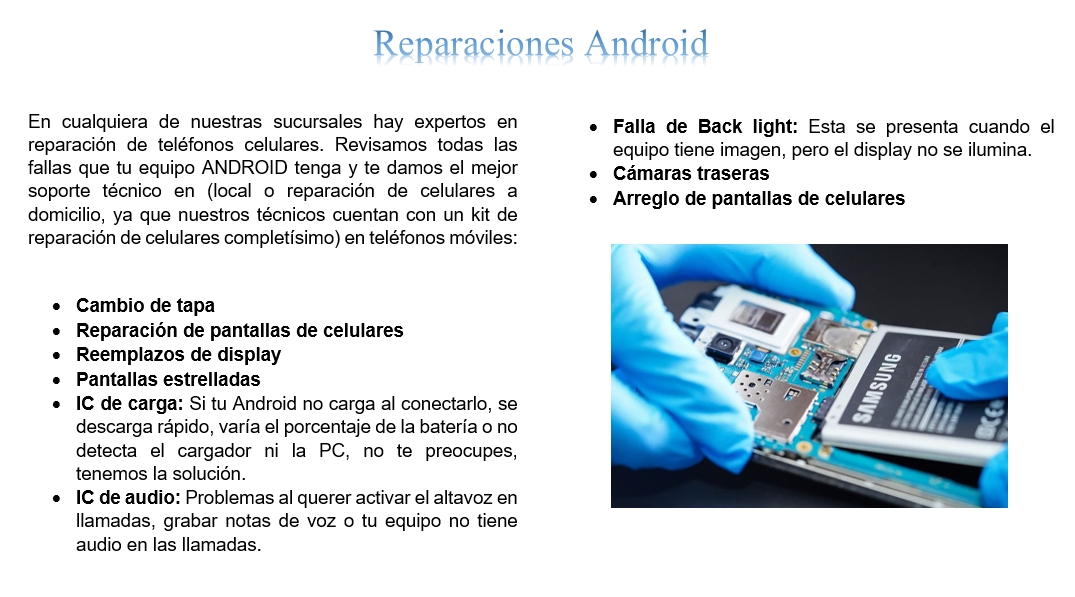 Reparaciones Android
En cualquiera de nuestras sucursales hay expertos en
reparación de teléfonos celulares. Revisamos todas las
fallas que tu equipo ANDROID tenga y te damos el mejor
soporte técnico en (local o reparación de celulares a
domicilio, ya que nuestros técnicos cuentan con un kit de
reparación de celulares completísimo) en teléfonos móviles:
• Cambio de tapa
• Reparación de pantallas de celulares
• Reemplazos de display
• Pantallas estrelladas
• IC de carga: Si tu Android no carga al conectarlo, se
descarga rápido, varía el porcentaje de la batería o no
detecta el cargador ni la PC, no te preocupes,
tenemos la solución.
• IC de audio: Problemas al querer activar el altavoz en
llamadas, grabar notas de voz o tu equipo no tiene
audio en las llamadas.
• Falla de Back light: Esta se presenta cuando el
equipo tiene imagen, pero el display no se ilumina.
• Cámaras traseras
• Arreglo de pantallas de celulares
SAMSUNG